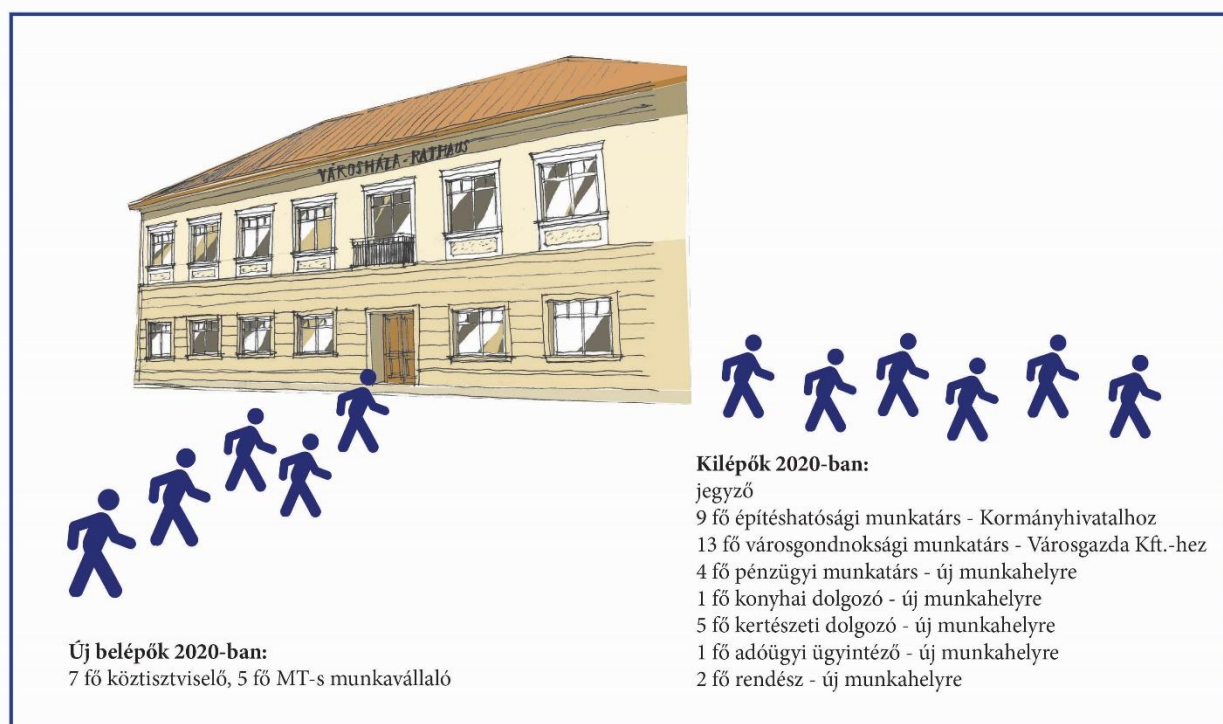 VÁROSHÁZA - RATHAUS
Kilépők 2020-ban:
jegyző
9 fő építéshatósági munkatárs - Kormányhivatalhoz
13 fő városgondnoksági munkatárs - Városgazda Kft.-hez
4 fő pénzügyi munkatárs - új munkahelyre
1 fő konyhai dolgozó - új munkahelyre
5 fő kertészeti dolgozó - új munkahelyre
1 fő adóügyi ügyintéző - új munkahelyre
2 fő rendész - új munkahelyre
Új belépők 2020-ban:
7 fő köztisztviselő, 5 fő MT-s munkavállaló